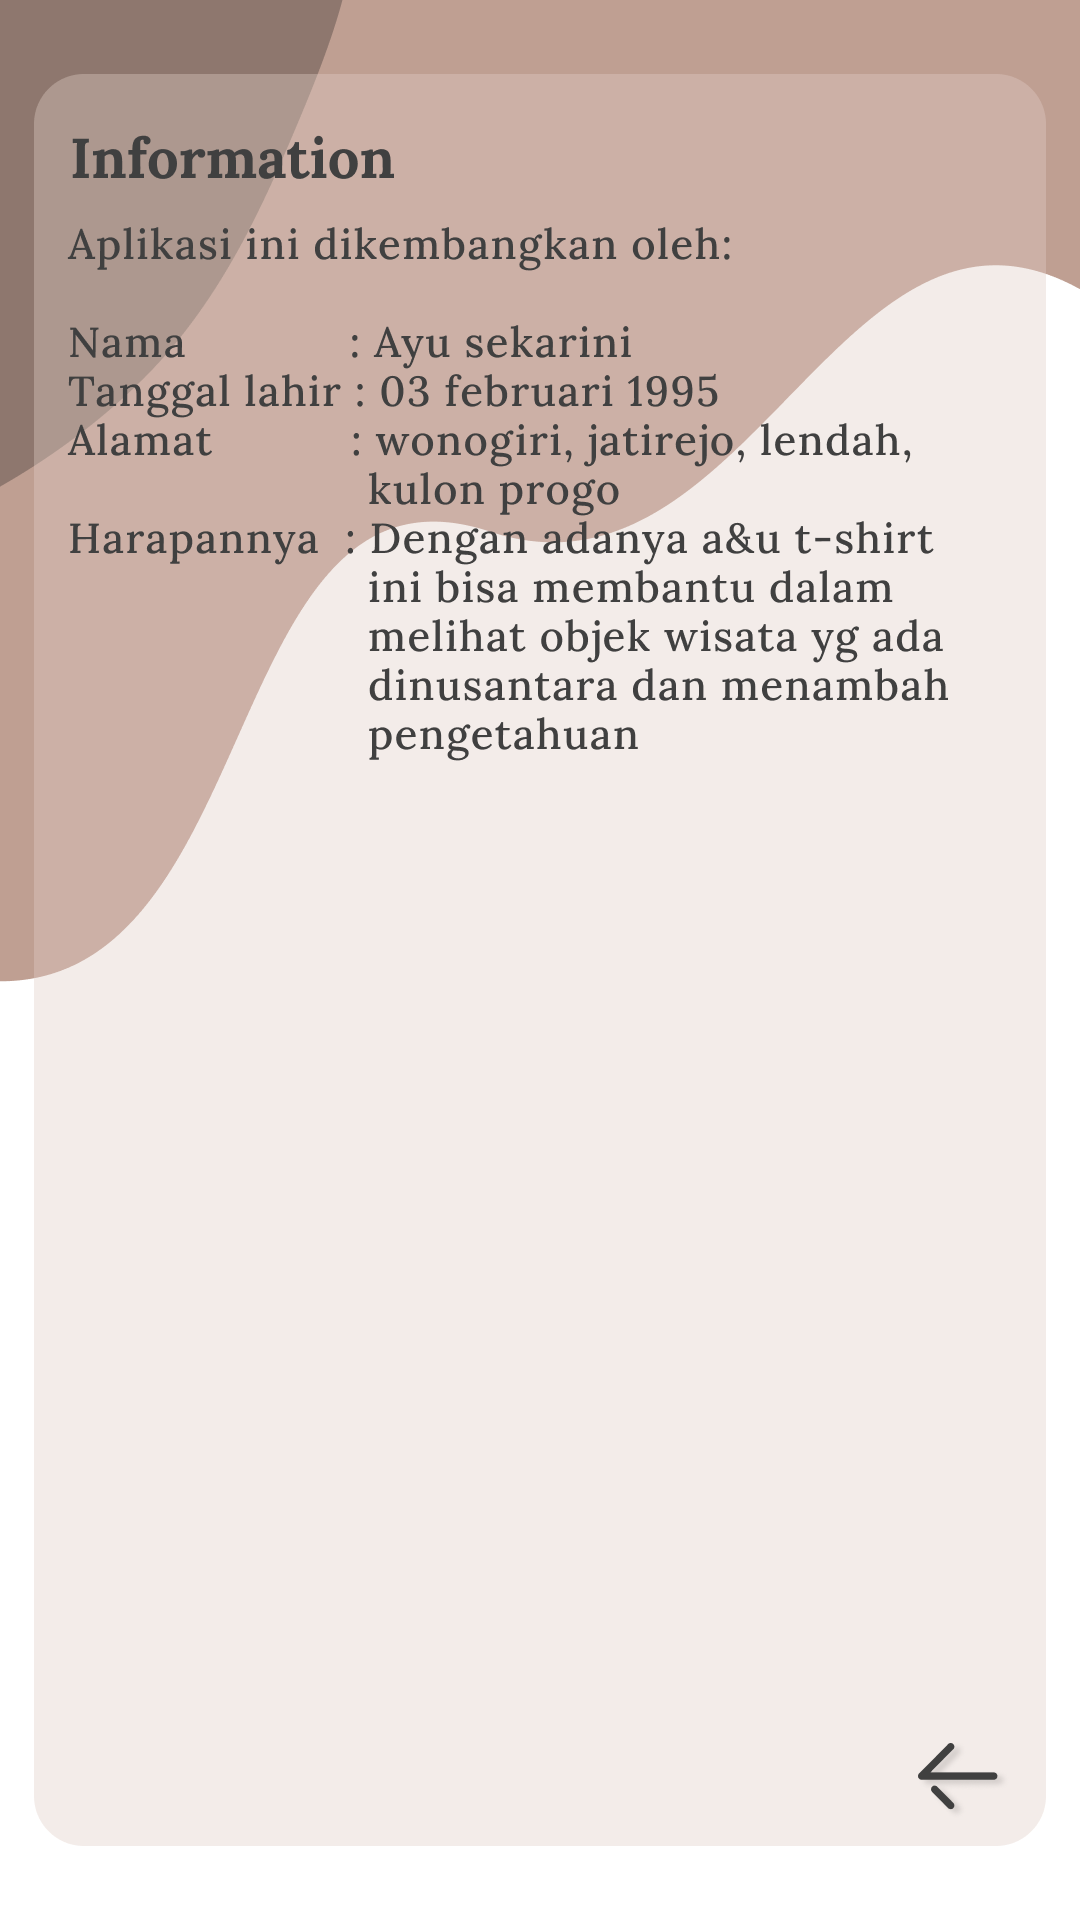 Information
Aplikasi ini dikembangkan oleh:
Nama : Ayu sekarini
Tanggal lahir : 03 februari 1995
Alamat : wonogiri, jatirejo, lendah,
kulon progo
Harapannya : Dengan adanya a&u t-shirt
ini bisa membantu dalam
melihat objek wisata yg ada
dinusantara dan menambah
pengetahuan